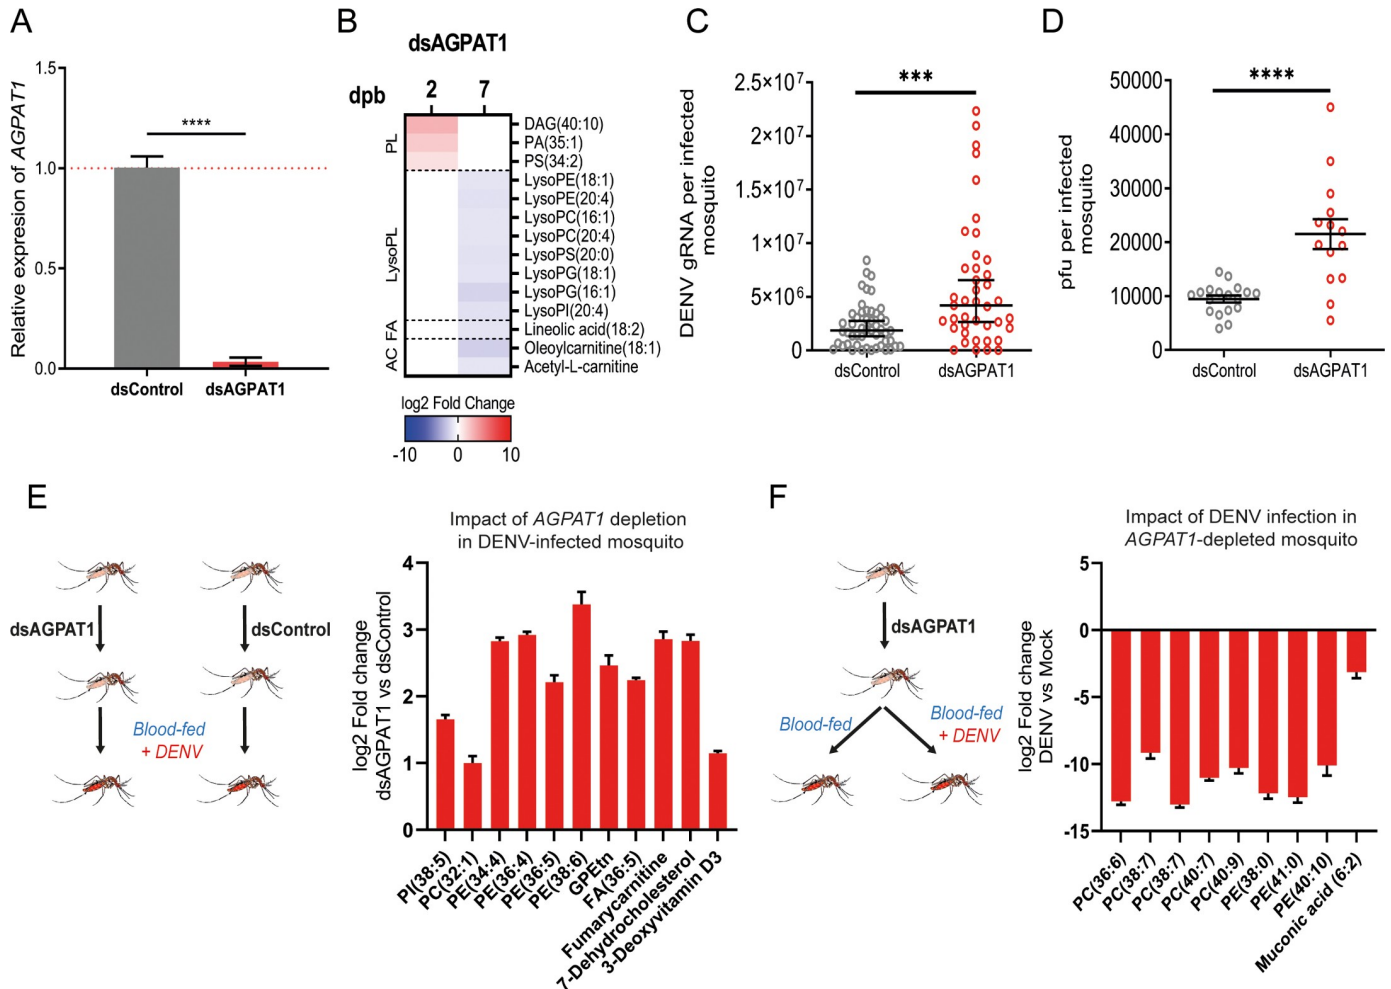 A
Relative expression of AGPAT1
1.5
1.0
0.5
0.0
****
dsControl
dsAGPAT1
B
dsAGPAT1
dpb
2
7
PL
LysoPL
FA
AC
DAG(40:10)
PA(35:1)
PS(34:2)
LysoPE(18:1)
LysoPE(20:4)
LysoPC(16:1)
LysoPC(20:4)
LysoPS(20:0)
LysoPG(18:1)
LysoPG(16:1)
LysoPI(20:4)
Lineolic acid(18:2)
Oleoylcarnitine(18:1)
Acetyl-L-carnitine
log2 Fold Change
-10
0
10
C
DENV gRNA per infected
mosquito
2.5×10⁷
2×10⁷
1.5×10⁷
1×10⁷
5×10⁶
0
***
dsControl
dsAGPAT1
D
pfu per infected
mosquito
50000
40000
30000
20000
10000
0
****
dsControl
dsAGPAT1
E
dsAGPAT1
dsControl
Blood-fed
+ DENV
Impact of AGPAT1 depletion
in DENV-infected mosquito
log2 Fold change
dsAGPAT1 vs dsControl
4
3
2
1
0
PI(38:5)
PC(32:1)
PE(34:4)
PE(36:4)
PE(36:5)
PE(38:6)
GPEtn
FA(36:5)
Fumarycarnitine
7-Dehydrocholesterol
3-Deoxyvitamin D3
F
dsAGPAT1
Blood-fed
Blood-fed
+ DENV
Impact of DENV infection in
AGPAT1-depleted mosquito
log2 Fold change
DENV vs Mock
5
0
-5
-10
-15
PC(36:6)
PC(38:7)
PC(38:7)
PC(40:7)
PC(40:9)
PE(38:0)
PE(41:0)
PE(40:10)
Muconic acid (6:2)